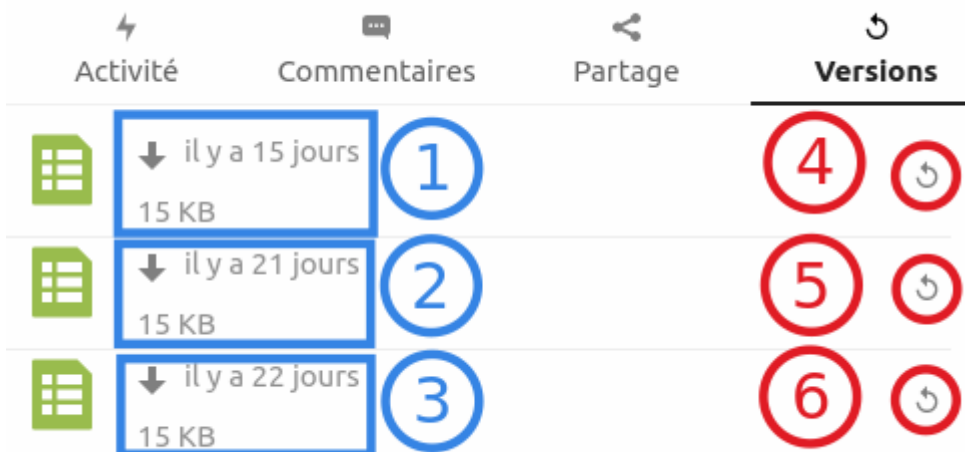 Activité Commentaires Partage Versions
il y a 15 jours 1 4
15 KB
il y a 21 jours 2 5
15 KB
il y a 22 jours 3 6
15 KB